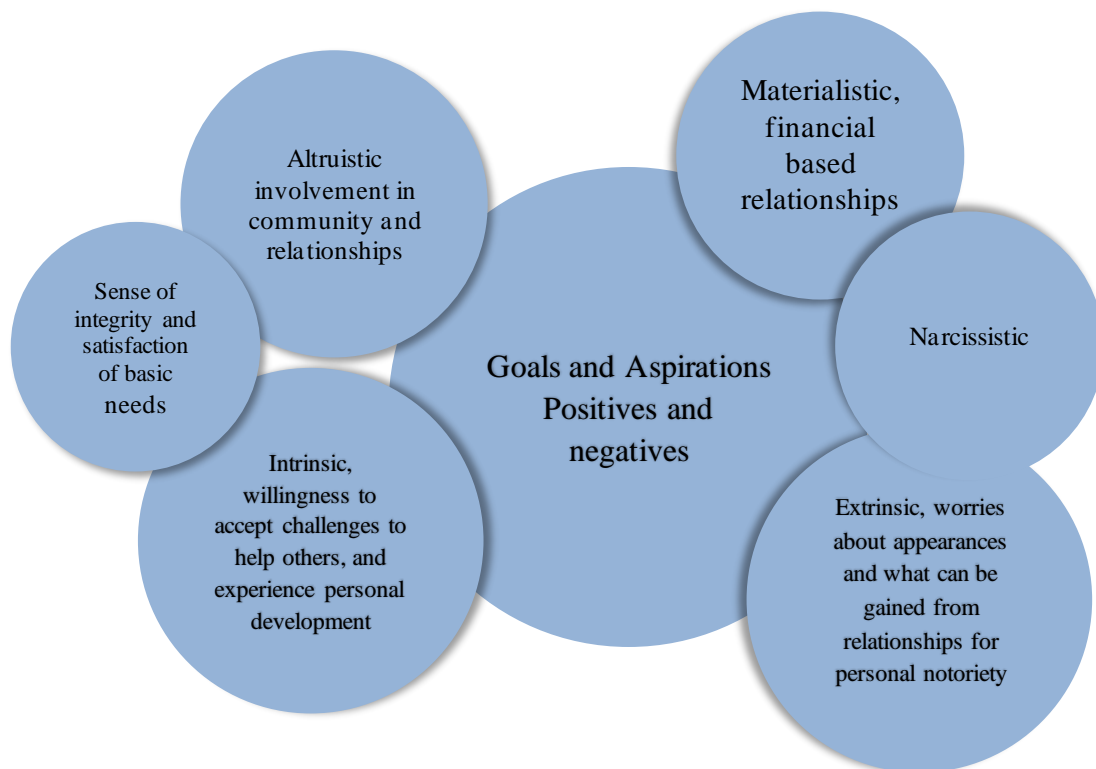 Altruistic
involvement in
community and
relationships
Sense of
integrity and
satisfaction
of basic
needs
Intrinsic,
willingness to
accept challenges to
help others, and
experience personal
development
Goals and Aspirations
Positives and
negatives
Materialistic,
financial
based
relationships
Narcissistic
Extrinsic, worries
about appearances
and what can be
gained from
relationships for
personal notoriety